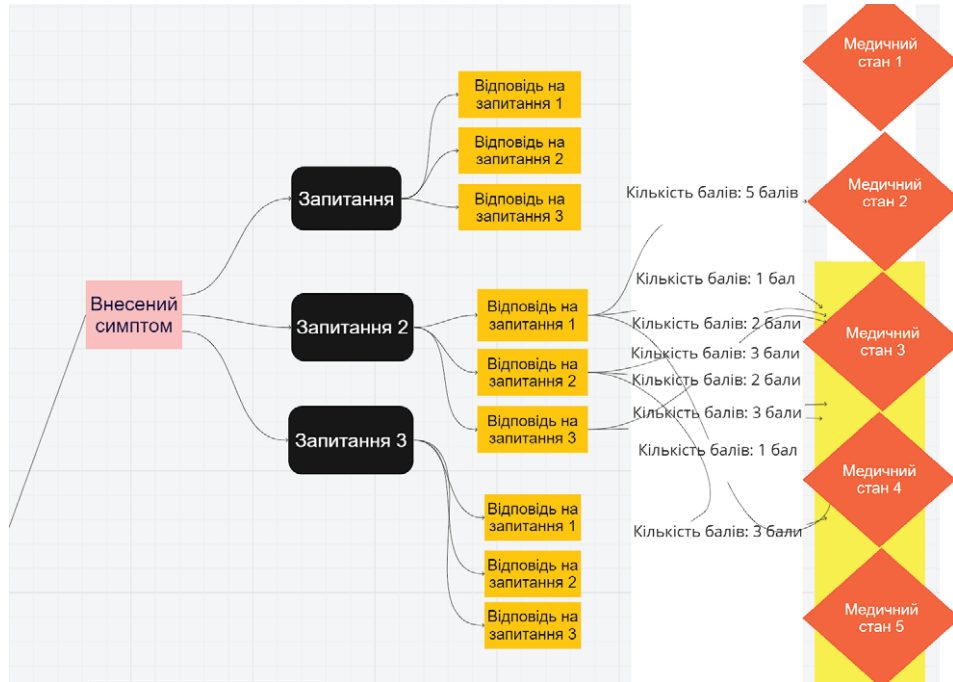 Медичний
стан 1
Відповідь на
запитання 1
Відповідь на
запитання 2
Запитання
Відповідь на
запитання 3
Кількість балів: 5 балів
Медичний
стан 2
Внесений
симптом
Запитання 2
Відповідь на
запитання 1
Відповідь на
запитання 2
Відповідь на
запитання 3
Кількість балів: 1 бал
Кількість балів: 2 бали
Кількість балів: 3 бали
Кількість балів: 2 бали
Кількість балів: 3 бали
Кількість балів: 1 бал
Кількість балів: 3 бали
Медичний
стан 3
Запитання 3
Медичний
стан 4
Відповідь на
запитання 1
Відповідь на
запитання 2
Відповідь на
запитання 3
Медичний
стан 5